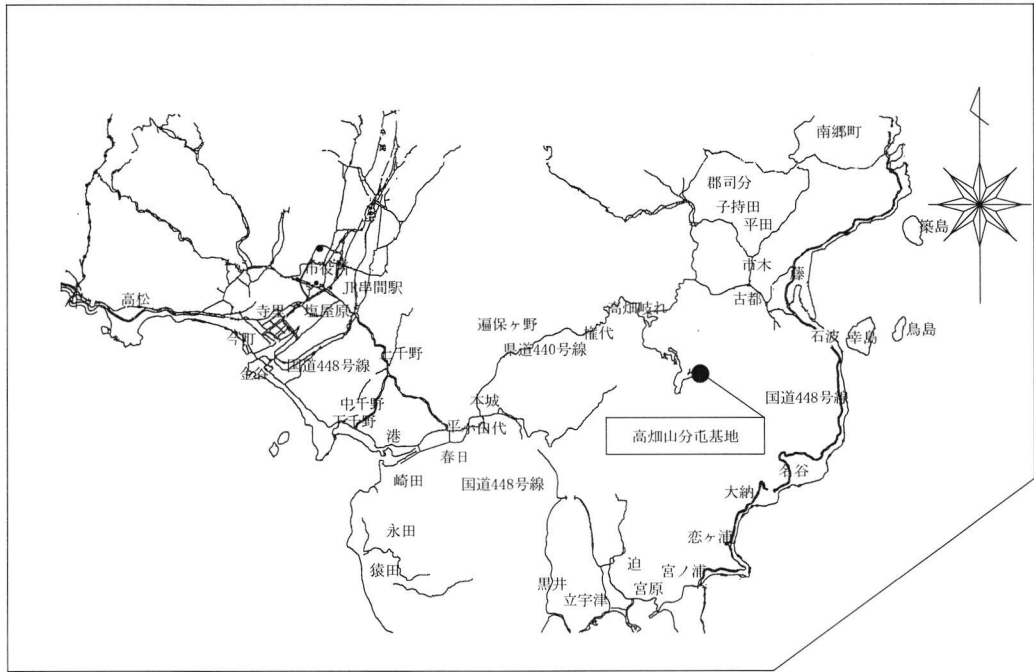 南郷町
郡司分
子持田
平田
築島
市役所
JR串間駅
市木
藤
高松
寺里
塩屋原
古都
高畑岐れ
遍保ヶ野
権代
今町
石波
幸島
鳥島
県道440号線
上千野
金谷
国道448号線
国道448号線
中千野
本城
下千野
平
小田代
港
高畑山分屯基地
春日
崎田
国道448号線
名谷
大納
永田
恋ヶ浦
猿田
迫
宮ノ浦
黒井
宮原
立宇津